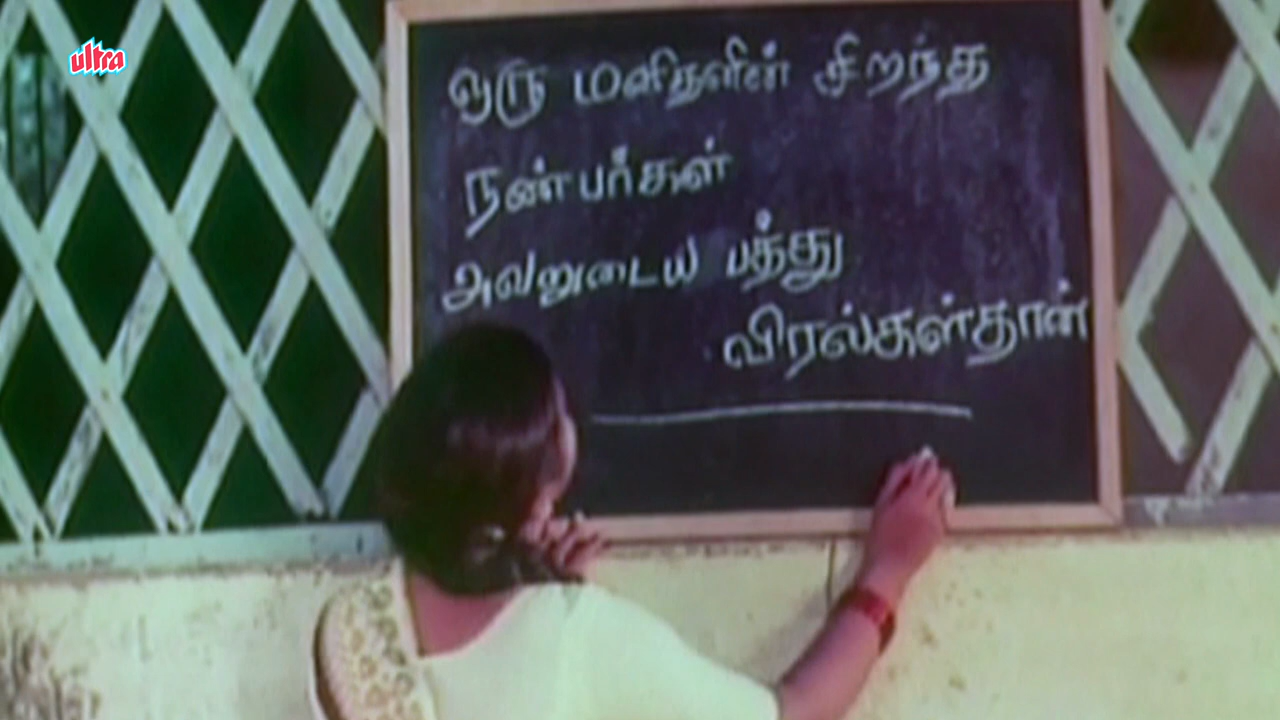 ultra
ஒரு மனிதனின் சிறந்த
நண்பர்கள்
அவனுடைய பத்து
விரல்கள்தான்